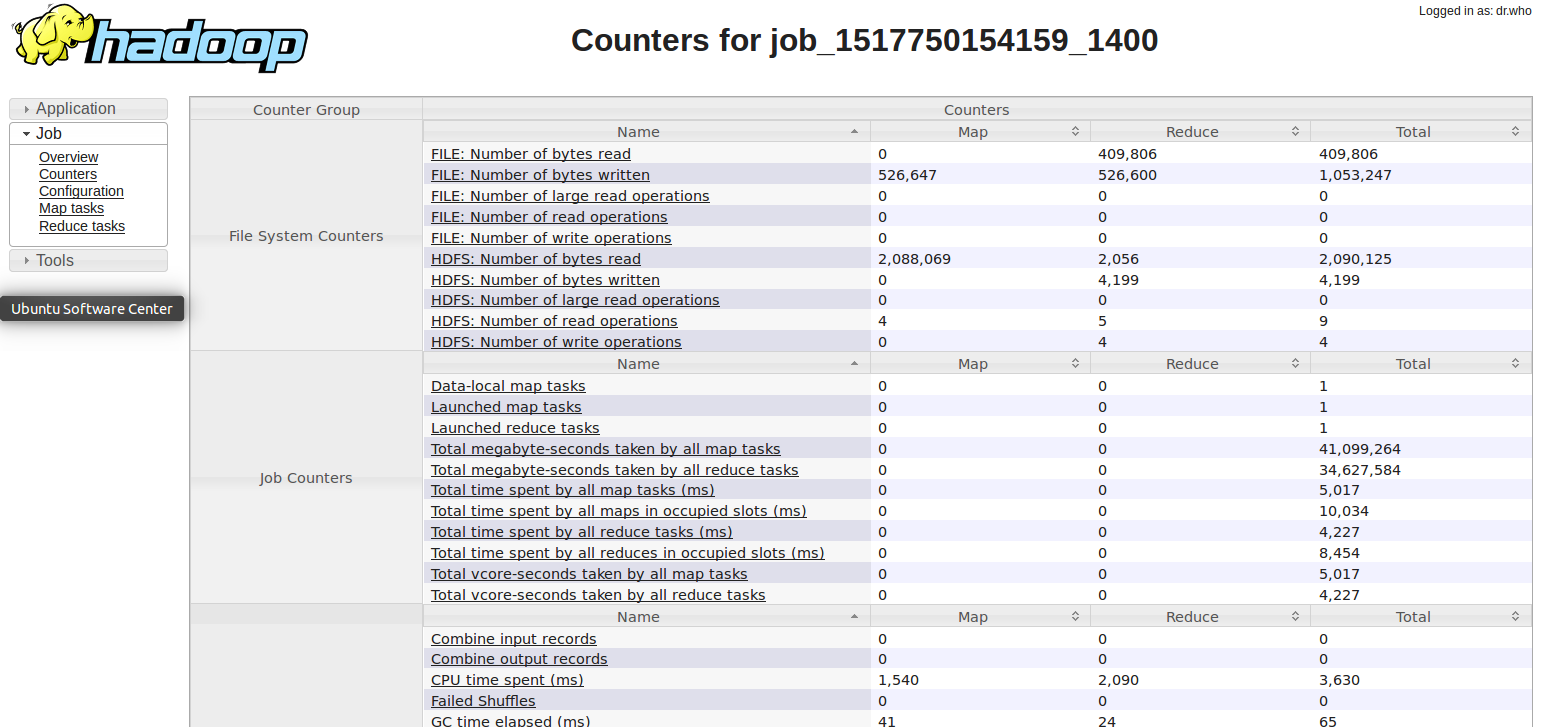 Logged in as: dr.who
hadoop
Counters for job_1517750154159_1400
Application
Job
Overview
Counters
Configuration
Map tasks
Reduce tasks
Tools
Ubuntu Software Center
Counter Group Counters
File System Counters
Name Map Reduce Total
FILE: Number of bytes read 0 409,806 409,806
FILE: Number of bytes written 526,647 526,600 1,053,247
FILE: Number of large read operations 0 0 0
FILE: Number of read operations 0 0 0
FILE: Number of write operations 0 0 0
HDFS: Number of bytes read 2,088,069 2,056 2,090,125
HDFS: Number of bytes written 0 4,199 4,199
HDFS: Number of large read operations 0 0 0
HDFS: Number of read operations 4 5 9
HDFS: Number of write operations 0 4 4
Job Counters
Name Map Reduce Total
Data-local map tasks 0 0 1
Launched map tasks 0 0 1
Launched reduce tasks 0 0 1
Total megabyte-seconds taken by all map tasks 0 0 41,099,264
Total megabyte-seconds taken by all reduce tasks 0 0 34,627,584
Total time spent by all map tasks (ms) 0 0 5,017
Total time spent by all maps in occupied slots (ms) 0 0 10,034
Total time spent by all reduce tasks (ms) 0 0 4,227
Total time spent by all reduces in occupied slots (ms) 0 0 8,454
Total vcore-seconds taken by all map tasks 0 0 5,017
Total vcore-seconds taken by all reduce tasks 0 0 4,227
Name Map Reduce Total
Combine input records 0 0 0
Combine output records 0 0 0
CPU time spent (ms) 1,540 2,090 3,630
Failed Shuffles 0 0 0
GC time elapsed (ms) 41 24 65